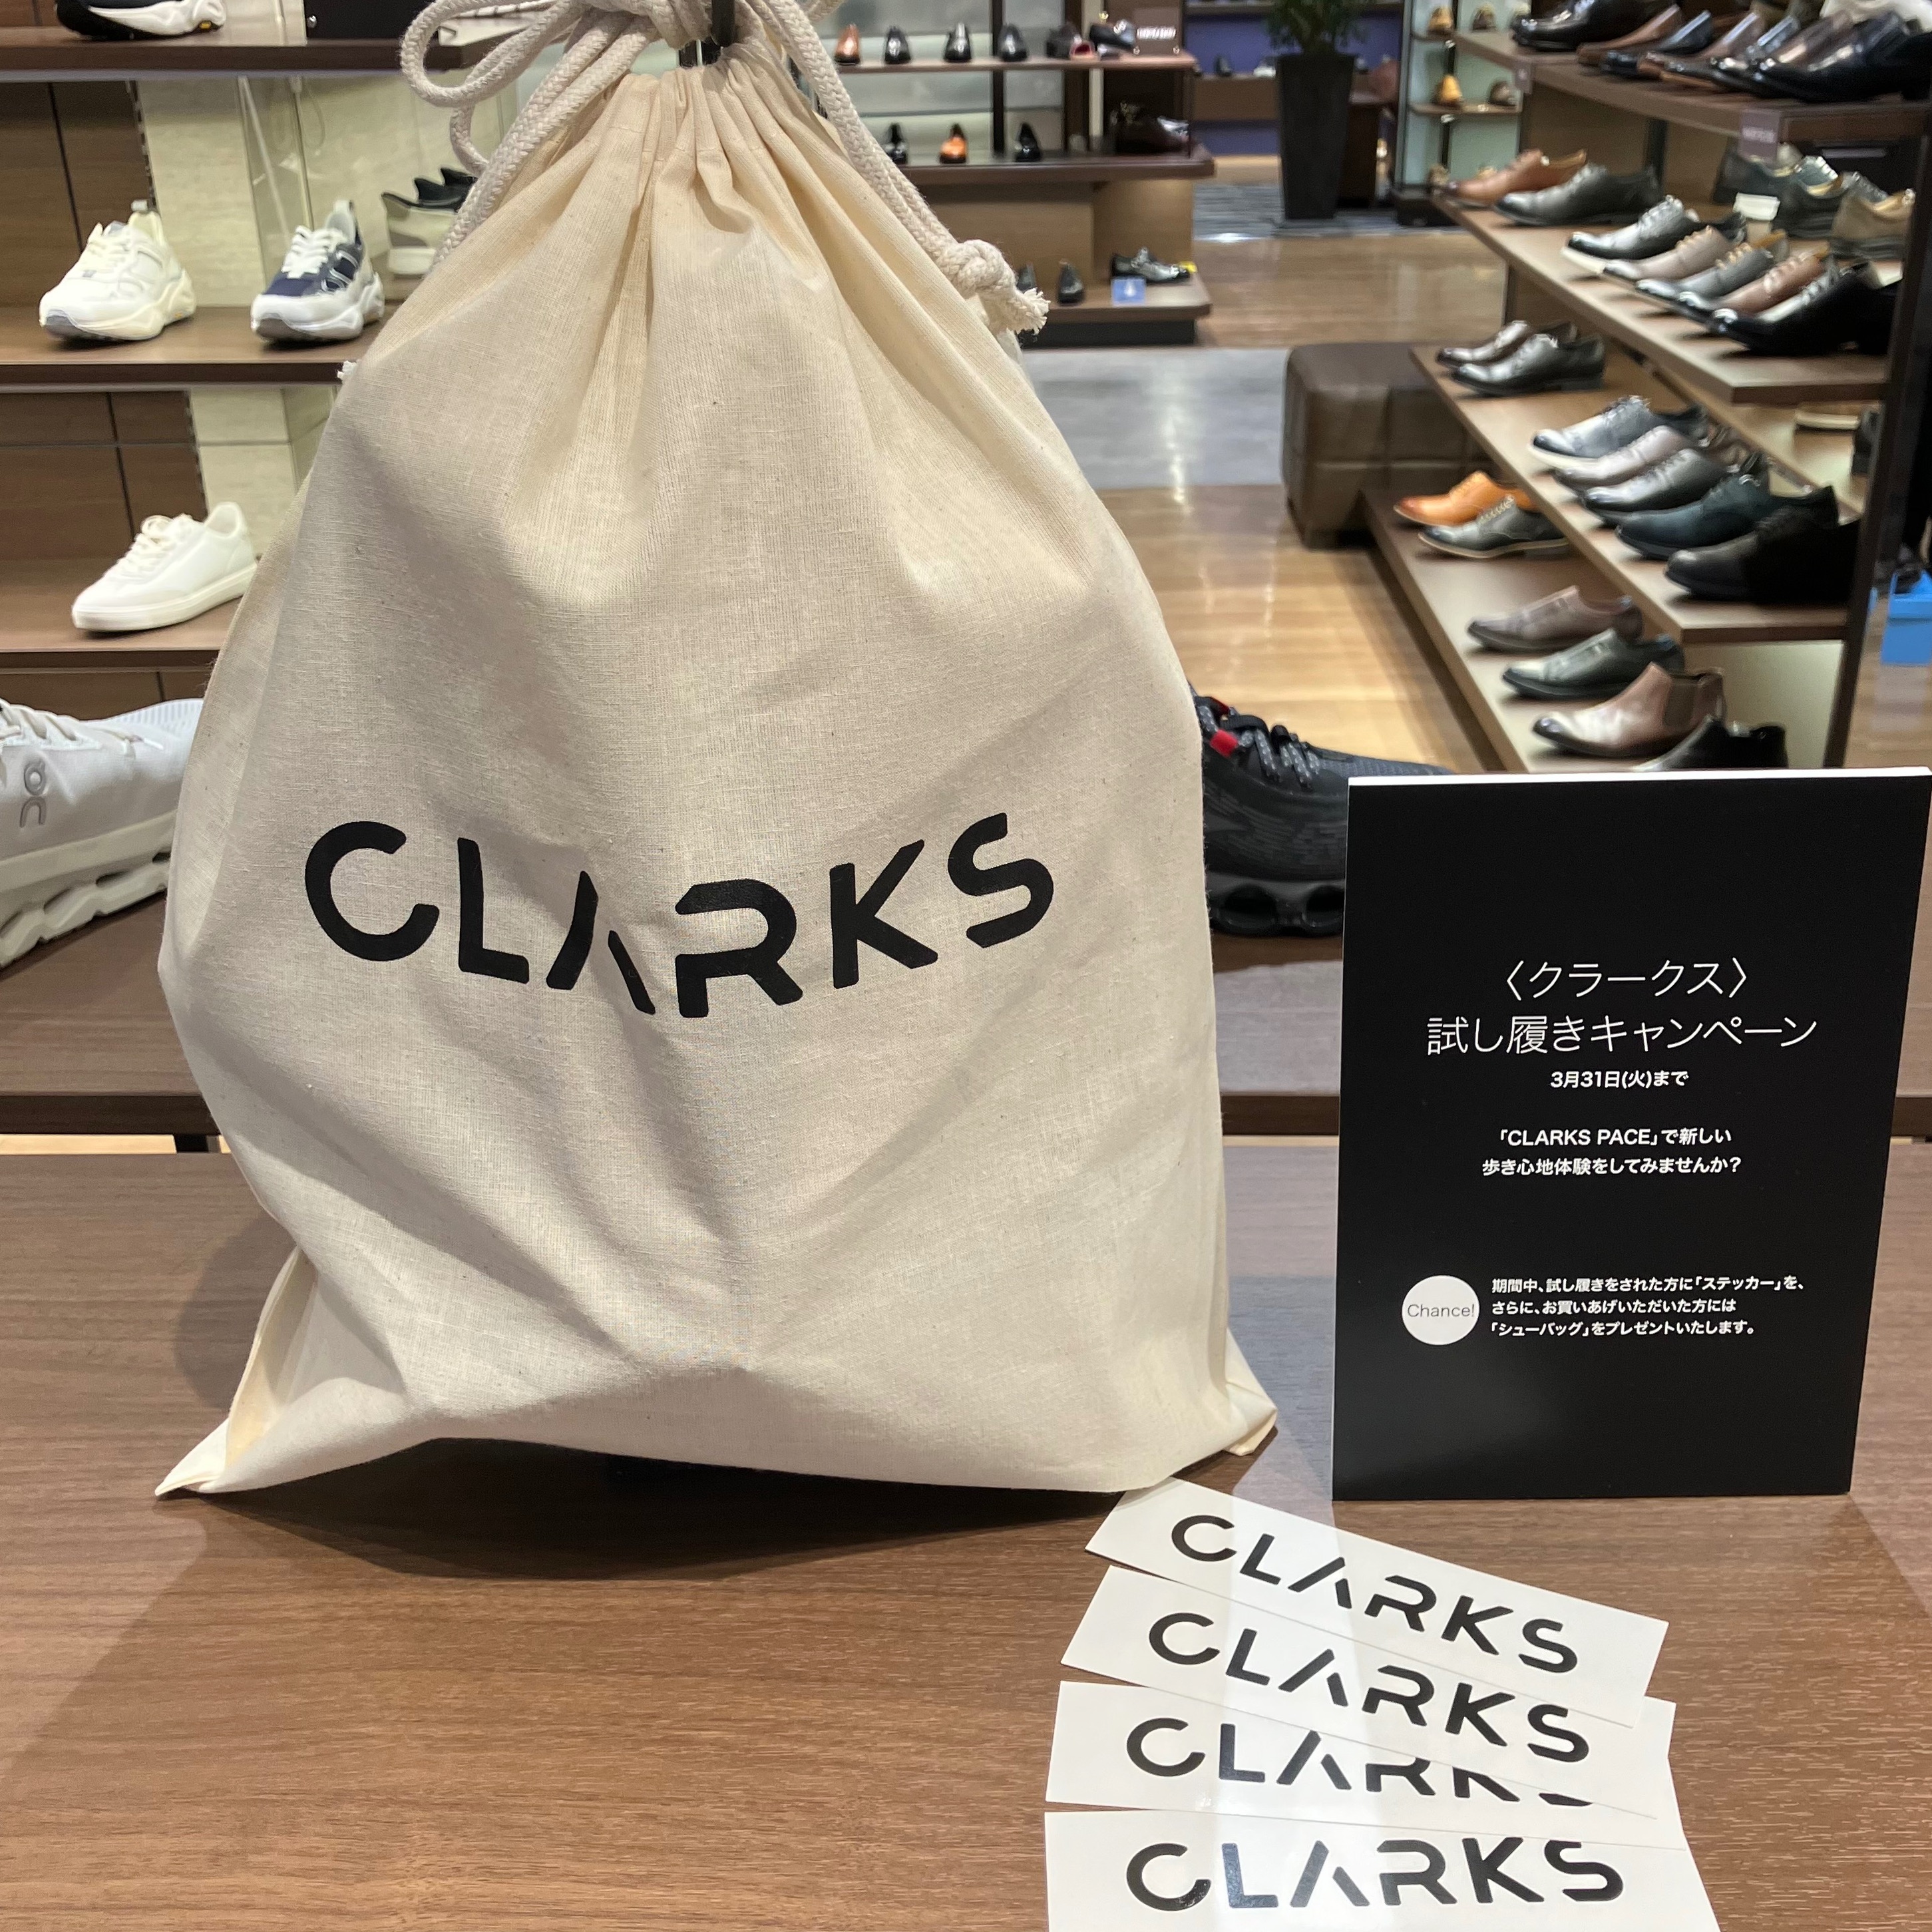 CLARKS
on
〈クラークス〉
試し履きキャンペーン
3月31日(火)まで
「CLARKS PACE」で新しい
歩き心地体験をしてみませんか?
Chance!
期間中、試し履きをされた方に「ステッカー」を、
さらに、お買いあげいただいた方には
「シューバッグ」をプレゼントいたします。
CLARKS
CLARKS
CLARKS
CLARKS